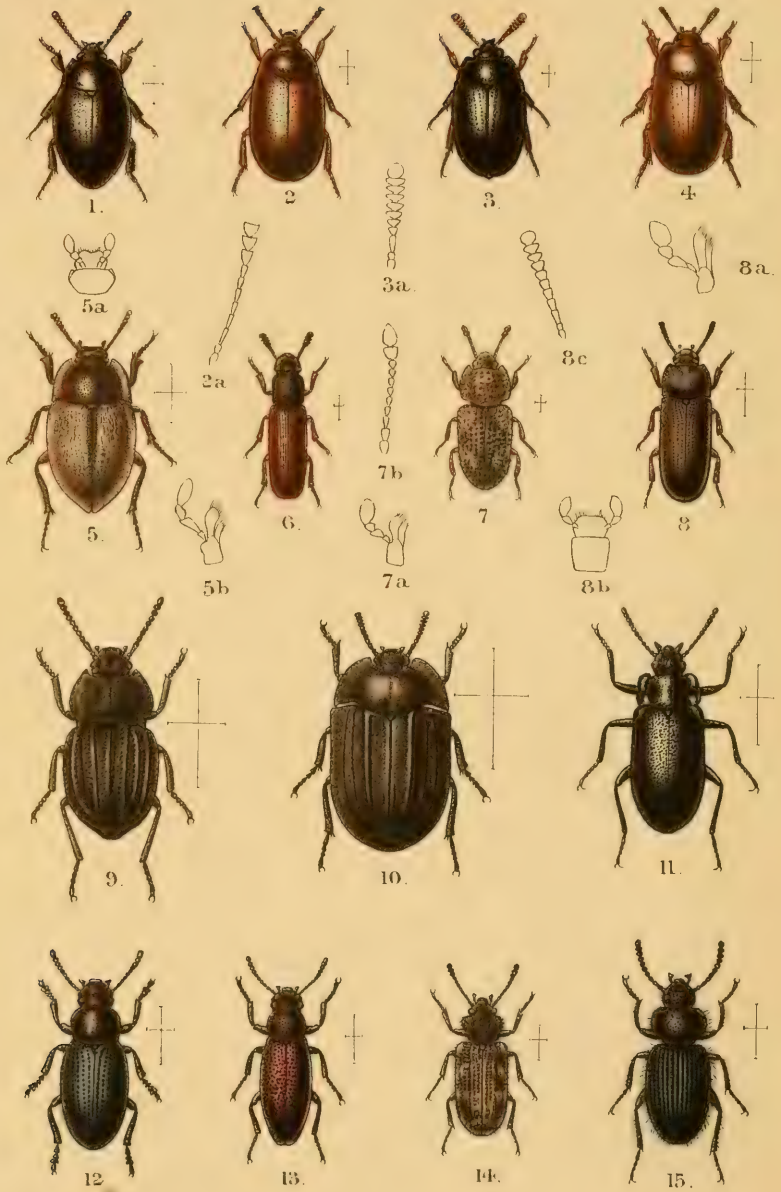 1. 2 3. 4
5a 2a 3a. 8c 8a.
5. 6. 7b 7 8
5b 7a 8b
9. 10. 11.
12 13. 14. 15.